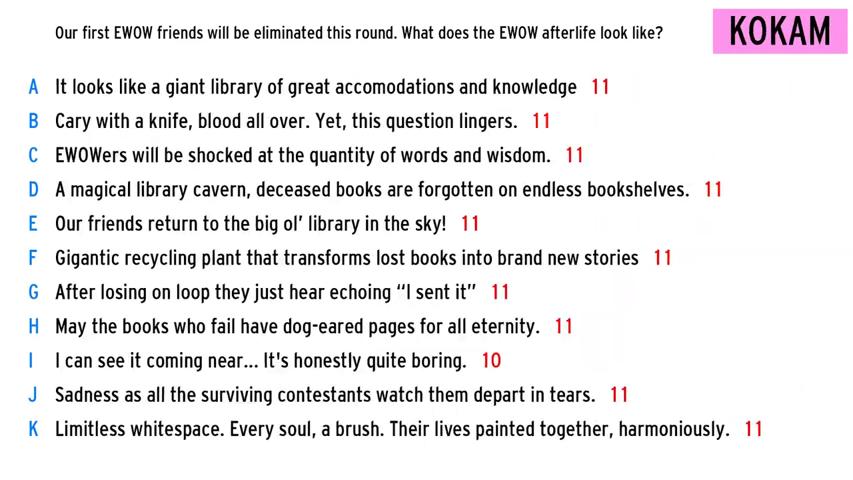 Our first EWOW friends will be eliminated this round. What does the EWOW afterlife look like?
KOKAM
A It looks like a giant library of great accomodations and knowledge 11
B Cary with a knife, blood all over. Yet, this question lingers. 11
C EWOWers will be shocked at the quantity of words and wisdom. 11
D A magical library cavern, deceased books are forgotten on endless bookshelves. 11
E Our friends return to the big ol’ library in the sky! 11
F Gigantic recycling plant that transforms lost books into brand new stories 11
G After losing on loop they just hear echoing “I sent it” 11
H May the books who fail have dog-eared pages for all eternity. 11
I I can see it coming near... It's honestly quite boring. 10
J Sadness as all the surviving contestants watch them depart in tears. 11
K Limitless whitespace. Every soul, a brush. Their lives painted together, harmoniously. 11